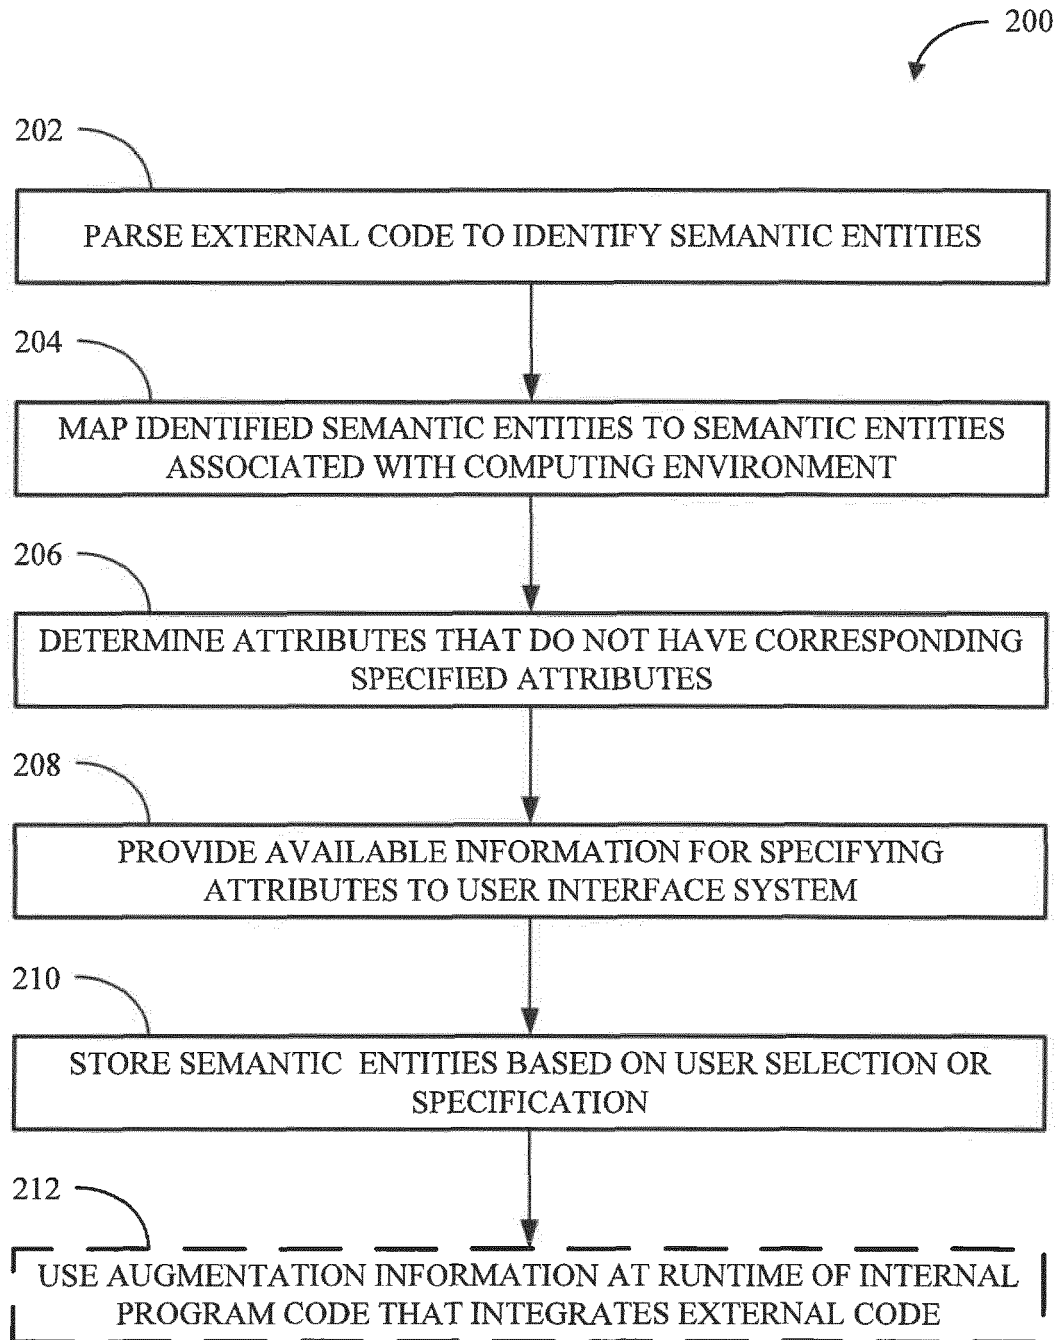 200
202
PARSE EXTERNAL CODE TO IDENTIFY SEMANTIC ENTITIES
204
MAP IDENTIFIED SEMANTIC ENTITIES TO SEMANTIC ENTITIES
ASSOCIATED WITH COMPUTING ENVIRONMENT
206
DETERMINE ATTRIBUTES THAT DO NOT HAVE CORRESPONDING
SPECIFIED ATTRIBUTES
208
PROVIDE AVAILABLE INFORMATION FOR SPECIFYING
ATTRIBUTES TO USER INTERFACE SYSTEM
210
STORE SEMANTIC ENTITIES BASED ON USER SELECTION OR
SPECIFICATION
212
USE AUGMENTATION INFORMATION AT RUNTIME OF INTERNAL
PROGRAM CODE THAT INTEGRATES EXTERNAL CODE